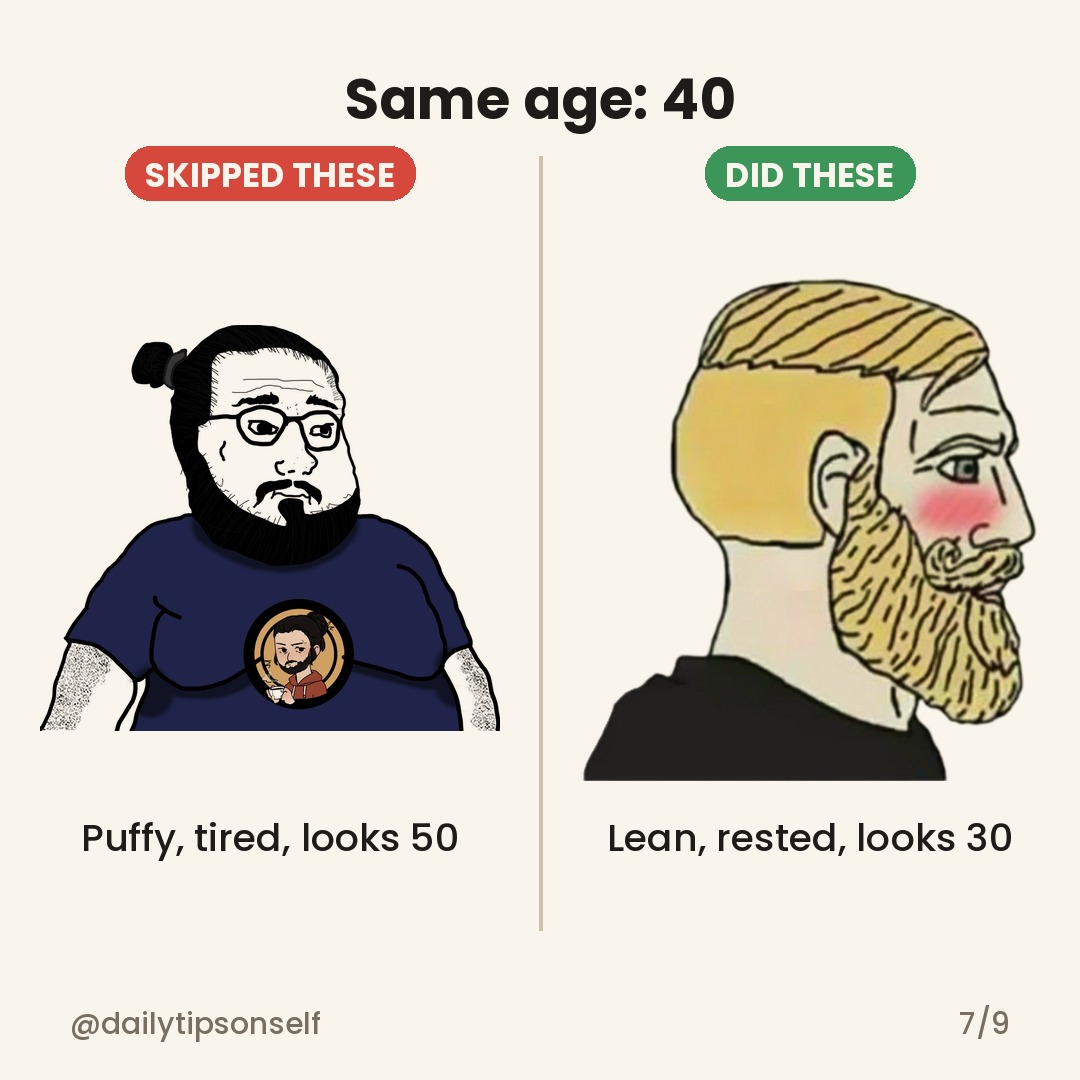 Same age: 40
SKIPPED THESE
DID THESE
Puffy, tired, looks 50
Lean, rested, looks 30
@dailytipsonself
7/9